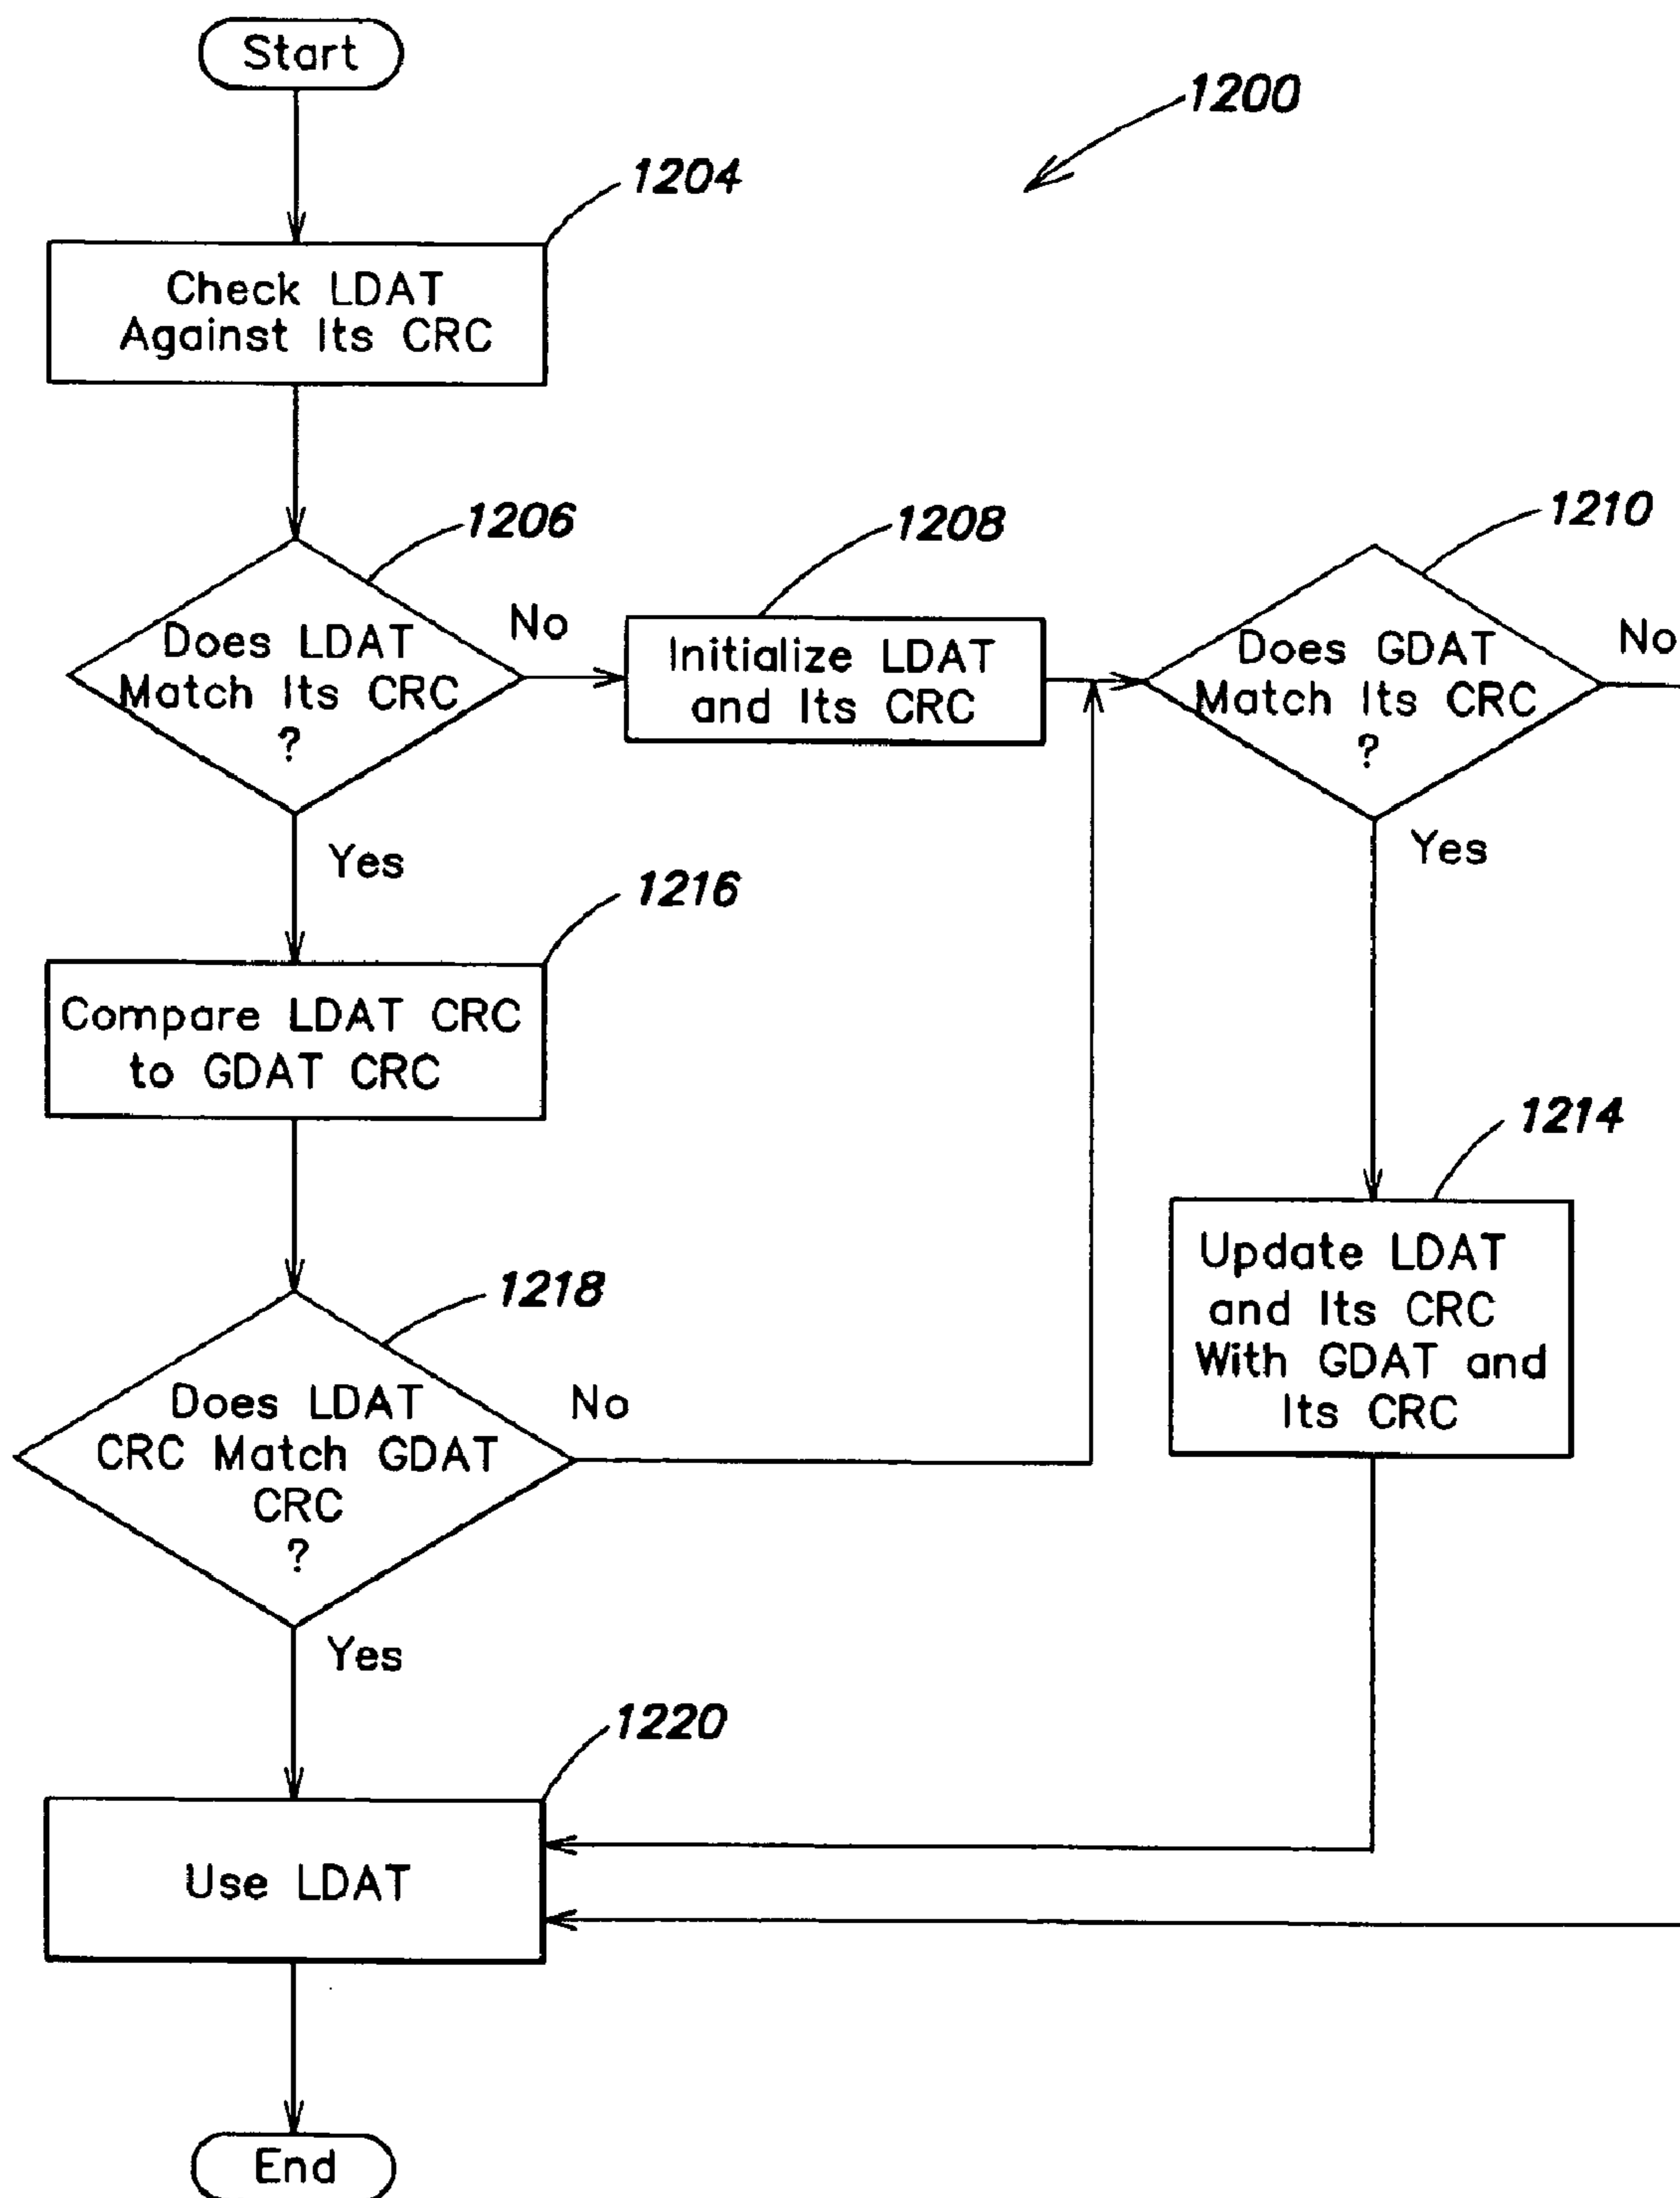 Start
1200
1204
Check LDAT
Against Its CRC
1206
Does LDAT
Match Its CRC
?
No
1208
Initialize LDAT
and Its CRC
1210
Does GDAT
Match Its CRC
?
No
Yes
Yes
1216
Compare LDAT CRC
to GDAT CRC
1214
Update LDAT
and Its CRC
With GDAT and
Its CRC
1218
Does LDAT
CRC Match GDAT
CRC
?
No
Yes
1220
Use LDAT
End